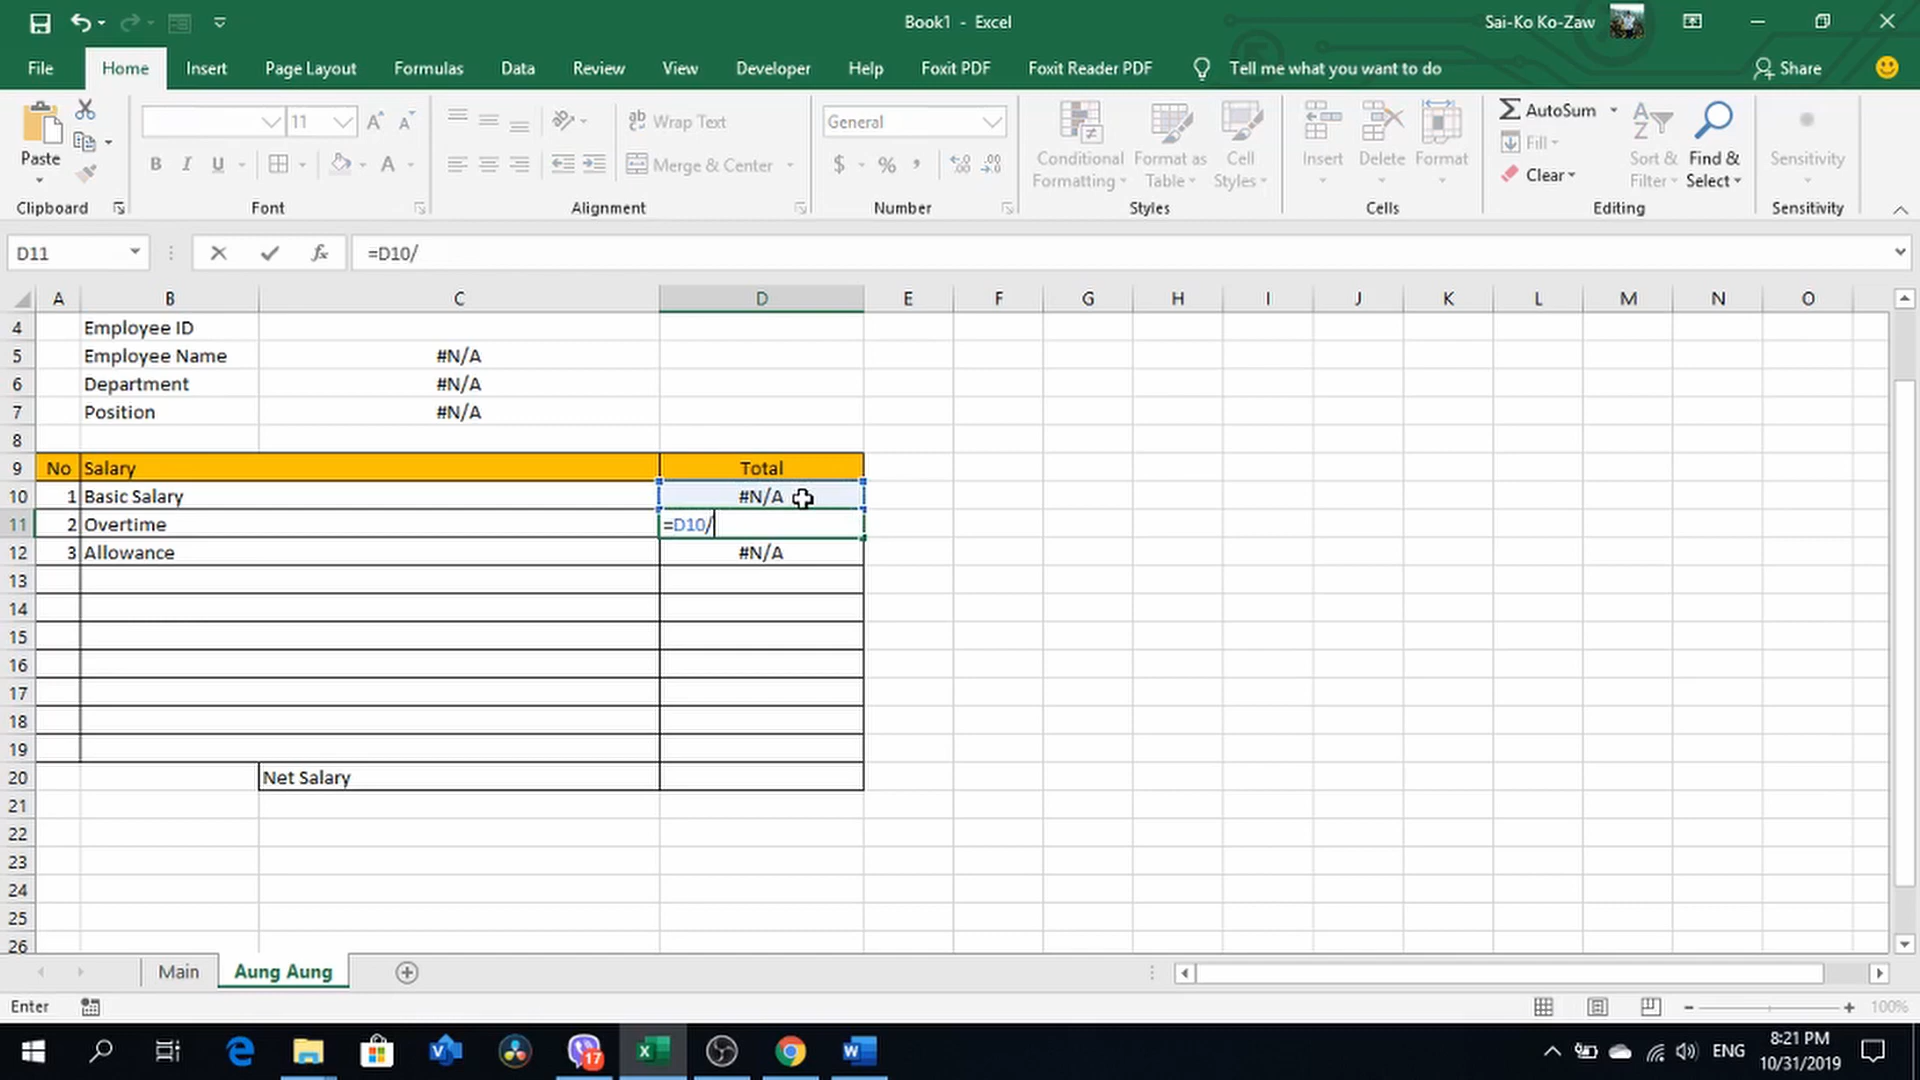 Book1 - Excel
Sai-Ko Ko-Zaw
File Home Insert Page Layout Formulas Data Review View Developer Help Foxit PDF Foxit Reader PDF Tell me what you want to do Share
11 Wrap Text General AutoSum
Paste Merge & Center $ % Conditional Formatting Format as Table Cell Styles Insert Delete Format Fill Clear Sort & Filter Find & Select Sensitivity
B I U A
Clipboard Font Alignment Number Styles Cells Editing Sensitivity
D11 fx =D10/
A B C D E F G H I J K L M N O
4 Employee ID
5 Employee Name #N/A
6 Department #N/A
7 Position #N/A
8
9 No Salary Total
10 1 Basic Salary #N/A
11 2 Overtime =D10/
12 3 Allowance #N/A
13
14
15
16
17
18
19
20 Net Salary
21
22
23
24
25
26
Main Aung Aung
Enter 100%
17 ENG 8:21 PM
10/31/2019